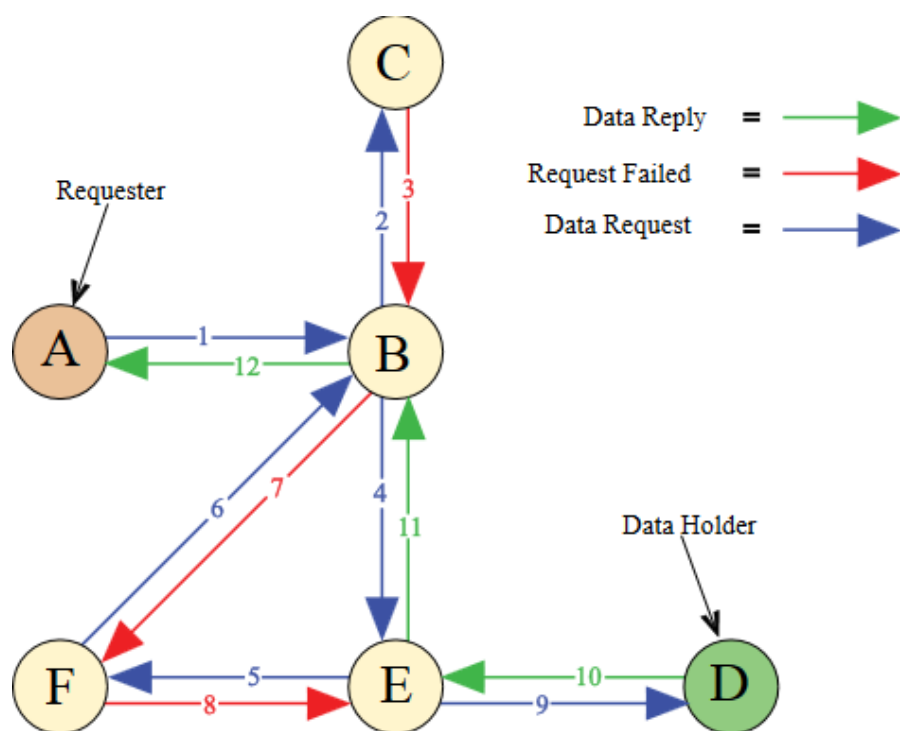 C
Data Reply =
Request Failed =
Data Request =
Requester
3
2
A
1
12
B
6
7
4
11
Data Holder
F
5
8
E
10
9
D